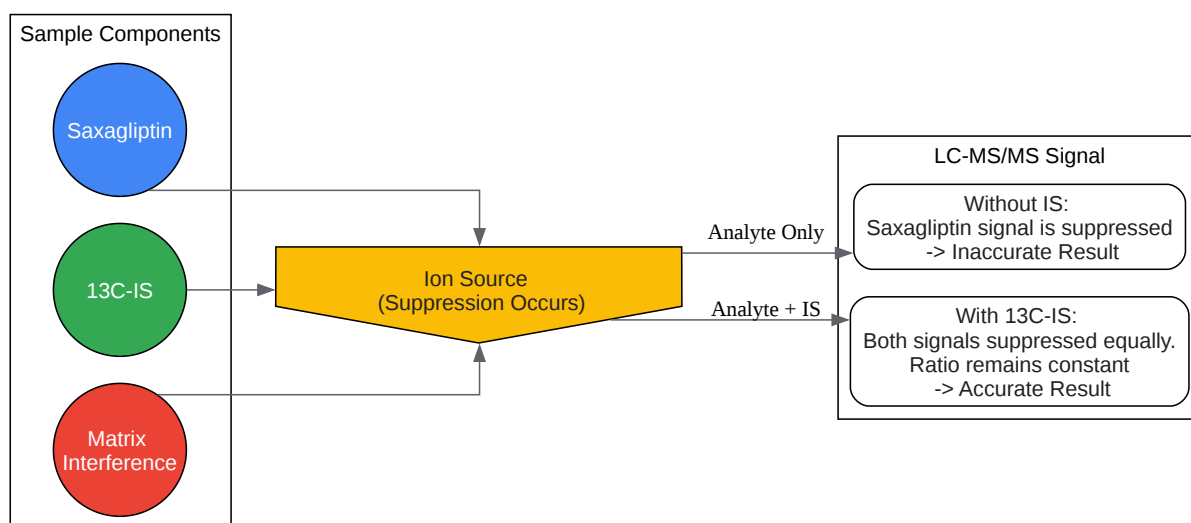 Sample Components
Saxagliptin
13C-IS
Matrix
Interference
Ion Source
(Suppression Occurs)
Analyte Only
Analyte + IS
LC-MS/MS Signal
Without IS:
Saxagliptin signal is suppressed
-> Inaccurate Result
With 13C-IS:
Both signals suppressed equally.
Ratio remains constant
-> Accurate Result